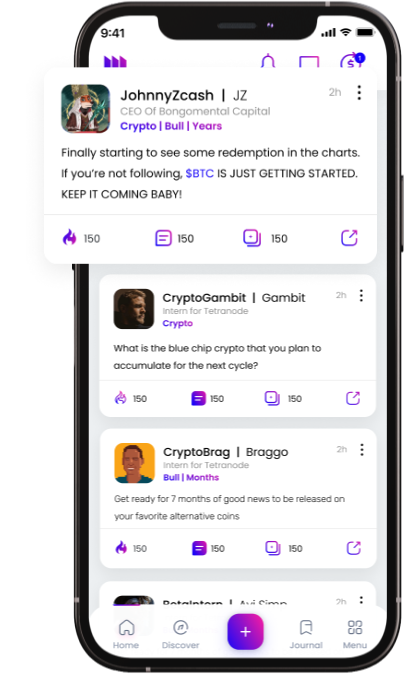 9:41
1
JohnnyZcash | JZ
2h
CEO Of Bongomental Capital
Crypto | Bull | Years
Finally starting to see some redemption in the charts.
If you're not following, $BTC IS JUST GETTING STARTED.
KEEP IT COMING BABY!
150 150 150
CryptoGambit | Gambit
2h
Intern for Tetranode
Crypto
What is the blue chip crypto that you plan to
accumulate for the next cycle?
150 150 150
CryptoBrag | Braggo
2h
Intern for Tetranode
Bull | Months
Get ready for 7 months of good news to be released on
your favorite alternative coins
150 150 150
2h
Home Discover + Journal Menu